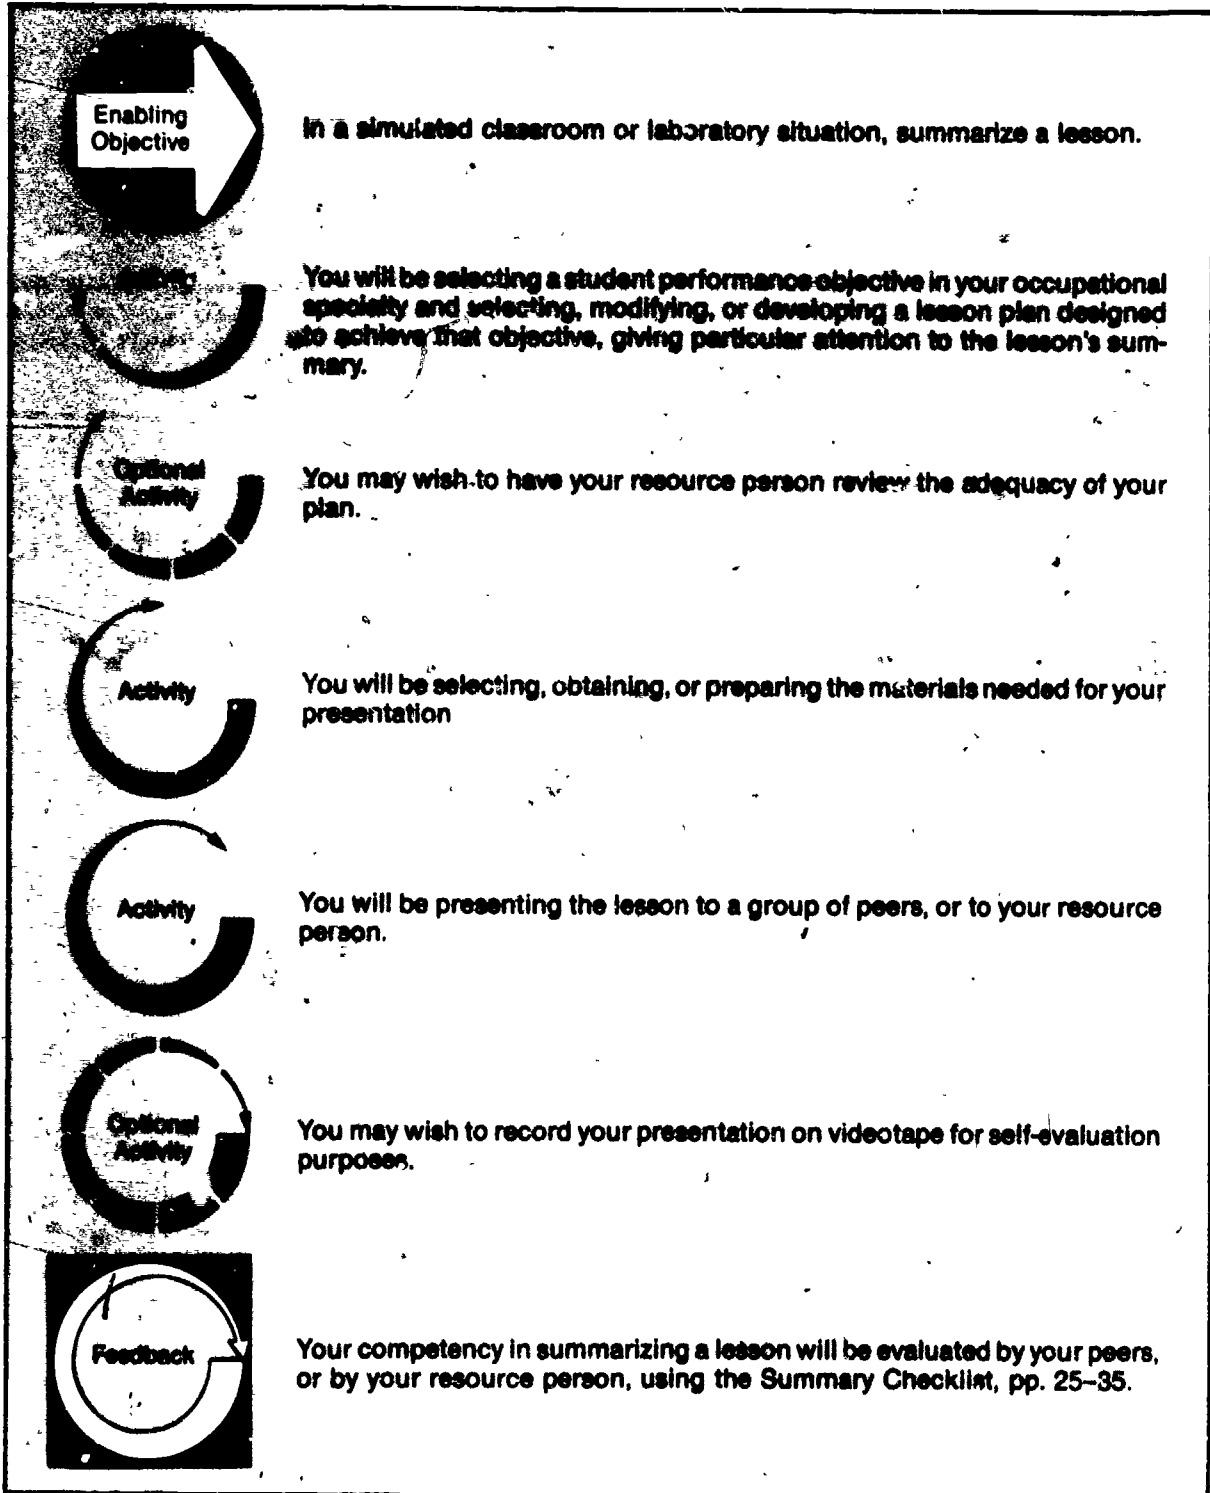 Enabling
Objective
In a simulated classroom or laboratory situation, summarize a lesson.
Activity
You will be selecting a student performance objective in your occupational
specialty and selecting, modifying, or developing a lesson plan designed
to achieve that objective, giving particular attention to the lesson's sum-
mary.
Optional
Activity
You may wish to have your resource person review the adequacy of your
plan.
Activity
You will be selecting, obtaining, or preparing the materials needed for your
presentation
Activity
You will be presenting the lesson to a group of peers, or to your resource
person.
Optional
Activity
You may wish to record your presentation on videotape for self-evaluation
purposes.
Feedback
Your competency in summarizing a lesson will be evaluated by your peers,
or by your resource person, using the Summary Checklist, pp. 25–35.